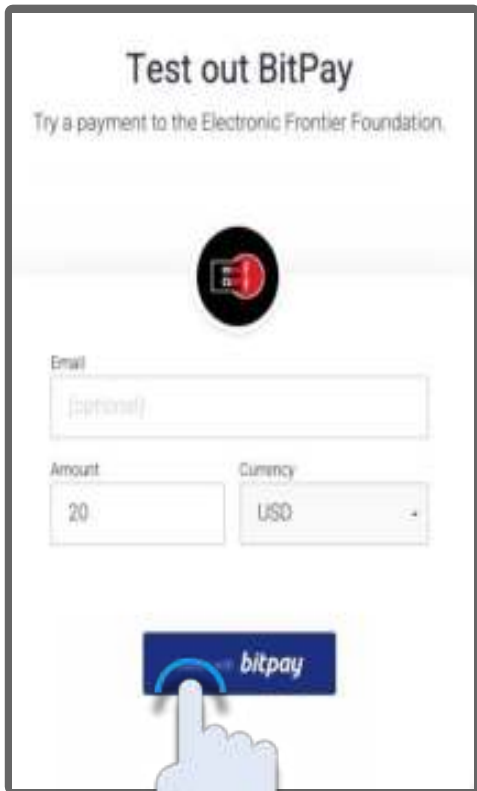 Test out BitPay
Try a payment to the Electronic Frontier Foundation.
Email
(optional)
Amount
Currency
20
USD
bitpay